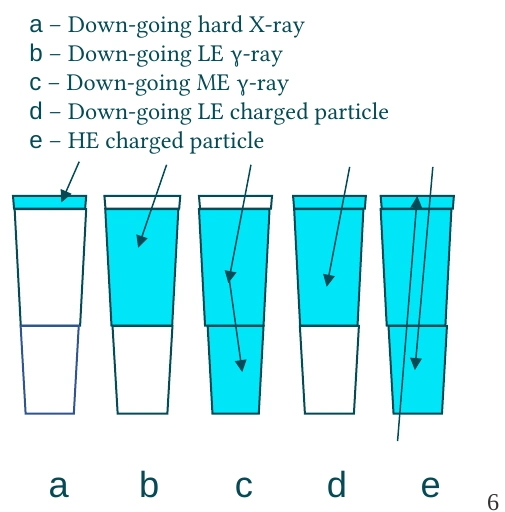 a – Down-going hard X-ray
b – Down-going LE γ-ray
c – Down-going ME γ-ray
d – Down-going LE charged particle
e – HE charged particle
a b c d e
6